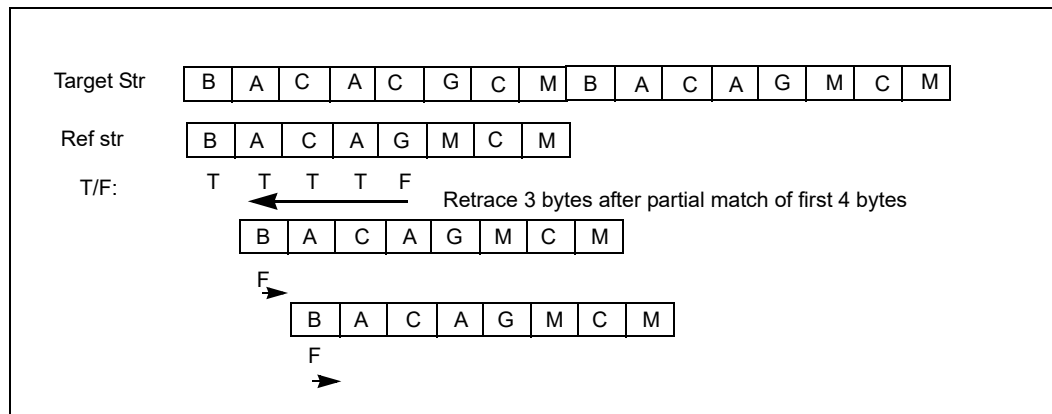 Target Str B A C A C G C M B A C A G M C M
Ref str B A C A G M C M
T/F: T T T T F
Retrace 3 bytes after partial match of first 4 bytes
B A C A G M C M
F
B A C A G M C M
F